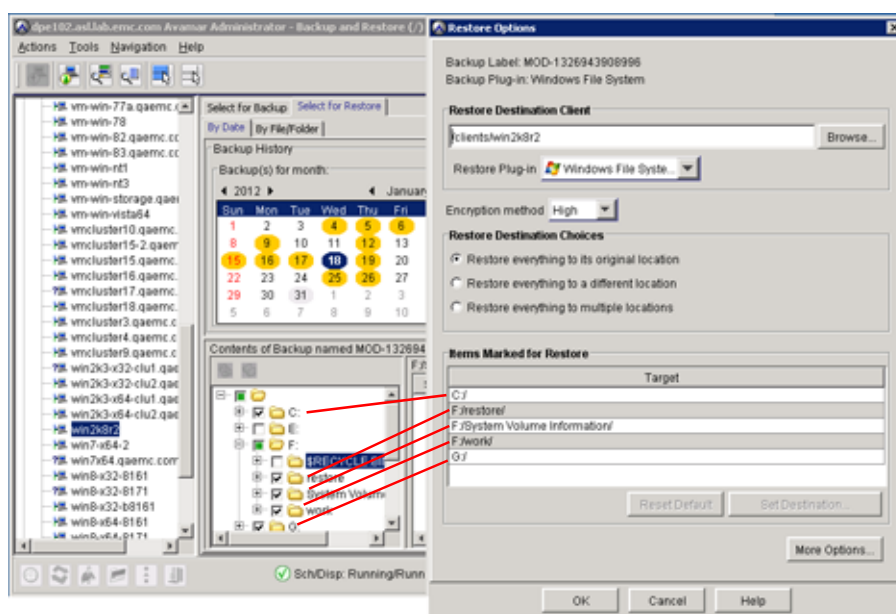 dpe102.asl.lab.emc.com Avamar Administrator - Backup and Restore (/)
Actions Tools Navigation Help
vm-win-77a.qaemc.
vm-win-78
vm-win-82.qaemc.cc
vm-win-83.qaemc.cc
vm-win-nt1
vm-win-nt3
vm-win-storage.qaei
vm-win-vista64
vmcluster10.qaemc.
vmcluster15-2.qaem
vmcluster15.qaemc.
vmcluster16.qaemc.
vmcluster17.qaemc.
vmcluster18.qaemc.
vmcluster3.qaemc.c
vmcluster4.qaemc.c
vmcluster9.qaemc.c
win2k3-x32-clu1.qae
win2k3-x32-clu2.qae
win2k3-x64-clu1.qae
win2k3-x64-clu2.qae
win2k8r2
win7-x64-2
win7x64.qaemc.com
win8-x32-8161
win8-x32-8171
win8-x32-b8161
win8-x64-8161
win8-x64-8171
Select for Backup Select for Restore
By Date By File/Folder
Backup History
Backup(s) for month:
2012 January
Sun Mon Tue Wed Thu Fri
1 2 3 4 5 6
8 9 10 11 12 13
15 16 17 18 19 20
22 23 24 25 26 27
29 30 31 1 2 3
5 6 7 8 9 10
Contents of Backup named MOD-132694
C:
E:
F:
$RECYCLE
restore
System Volume
work
G:
Sch/Disp: Running/Runn
Restore Options
Backup Label: MOD-1326943908996
Backup Plug-in: Windows File System
Restore Destination Client
/clients/win2k8r2 Browse...
Restore Plug-in Windows File Syste...
Encryption method High
Restore Destination Choices
Restore everything to its original location
Restore everything to a different location
Restore everything to multiple locations
Items Marked for Restore
Target
C:/
F:/restore/
F:/System Volume Information/
F:/work/
G:/
Reset Default Set Destination...
More Options...
OK Cancel Help